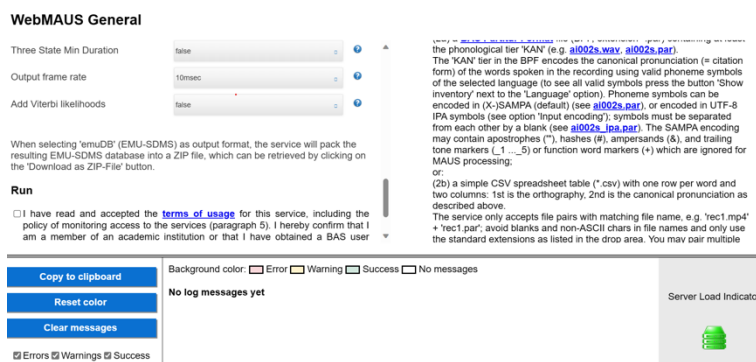 WebMAUS General
Three State Min Duration
false
Output frame rate
10msec
Add Viterbi likelihoods
false
When selecting 'emuDB' (EMU-SDMS) as output format, the service will pack the
resulting EMU-SDMS database into a ZIP file, which can be retrieved by clicking on
the 'Download as ZIP-File' button.
Run
I have read and accepted the terms of usage for this service, including the
policy of monitoring access to the services (paragraph 5). I hereby confirm that I
am a member of an academic institution or that I have obtained a BAS user
the phonological tier 'KAN' (e.g. ai002s.wav, ai002s.par).
The 'KAN' tier in the BPF encodes the canonical pronunciation (= citation
form) of the words spoken in the recording using valid phoneme symbols
of the selected language (to see all valid symbols press the button 'Show
inventory' next to the 'Language' option). Phoneme symbols can be
encoded in (X-)SAMPA (default) (see ai002s.par), or encoded in UTF-8
IPA symbols (see option 'Input encoding'); symbols must be separated
from each other by a blank (see ai002s_ipa.par). The SAMPA encoding
may contain apostrophes ("'), hashes (#), ampersands (&), and trailing
tone markers (_1 ..._5) or function word markers (+) which are ignored for
MAUS processing;
or:
(2b) a simple CSV spreadsheet table (*.csv) with one row per word and
two columns: 1st is the orthography, 2nd is the canonical pronunciation as
described above.
The service only accepts file pairs with matching file name, e.g. 'rec1.mp4'
+ 'rec1.par'; avoid blanks and non-ASCII chars in file names and only use
the standard extensions as listed in the drop area. You may pair multiple
Copy to clipboard
Reset color
Clear messages
Errors Warnings Success
Background color: Error Warning Success No messages
No log messages yet
Server Load Indicato